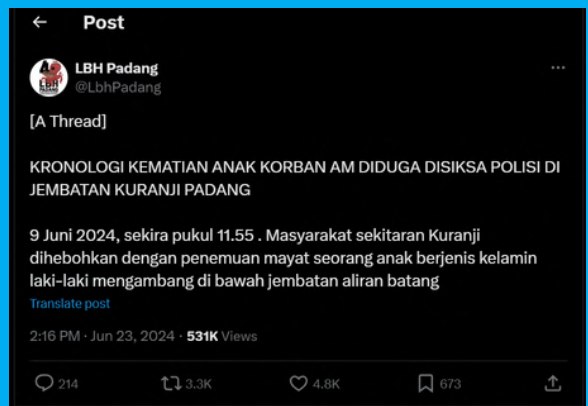 ← Post
LBH Padang
@LbhPadang
[A Thread]
KRONOLOGI KEMATIAN ANAK KORBAN AM DIDUGA DISIKSA POLISI DI
JEMBATAN KURANJI PADANG
9 Juni 2024, sekira pukul 11.55 . Masyarakat sekitaran Kuranji
dihebohkan dengan penemuan mayat seorang anak berjenis kelamin
laki-laki mengambang di bawah jembatan aliran batang
Translate post
2:16 PM · Jun 23, 2024 · 531K Views
214 3.3K 4.8K 673